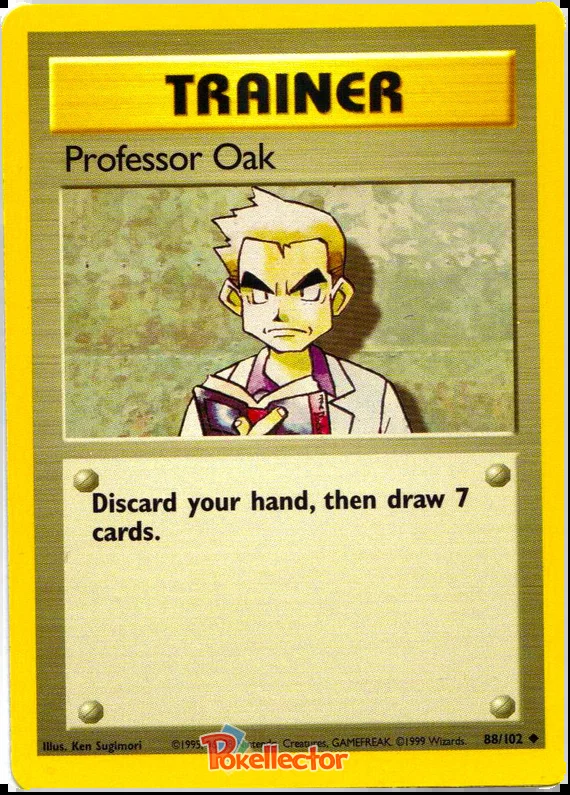 TRAINER
Professor Oak
Discard your hand, then draw 7
cards.
Illus. Ken Sugimori ©1995, Creatures, GAMEFREAK. ©1999 Wizards. 88/102 ◆
Pokellector